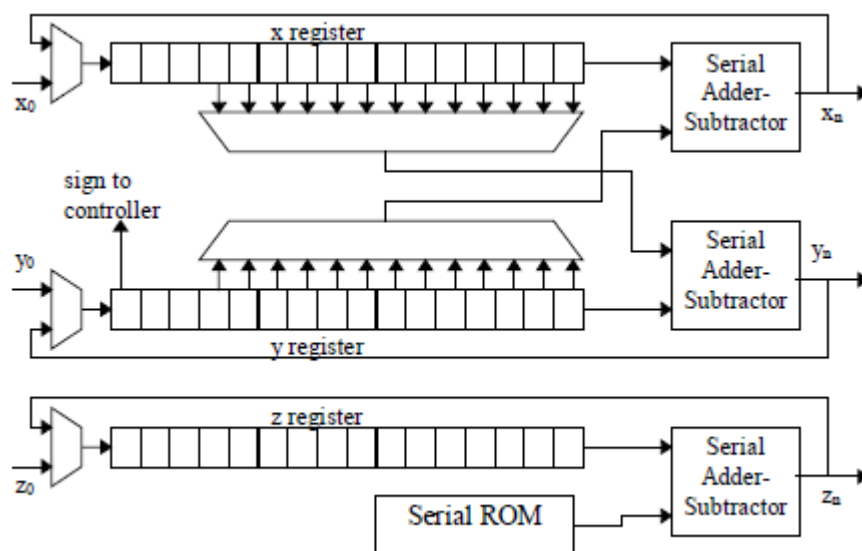 x register
x₀
Serial
Adder-
Subtractor
xₙ
sign to
controller
y₀
y register
Serial
Adder-
Subtractor
yₙ
z register
z₀
Serial ROM
Serial
Adder-
Subtractor
zₙ